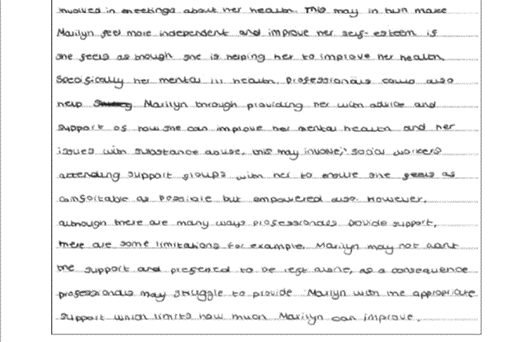 involved in meetings about her health. This may in turn make
Marilyn feel more independent and improve her self-esteem if
she feels as though she is helping her to improve her health.
Specifically her mental ill health. Professionals could also
help Marilyn through providing her with advice and
support of how she can improve her mental health and her
issues with substance abuse, this may involve; social workers
attending support groups with her to ensure she feels as
comfortable as possible but empowered also. However,
although there are many ways professionals provide support,
there are some limitations for example, Marilyn may not want
the support and prefered to be left alone, as a consequence
professionals may struggle to provide Marilyn with the appropriate
support which limits how much Marilyn can improve.